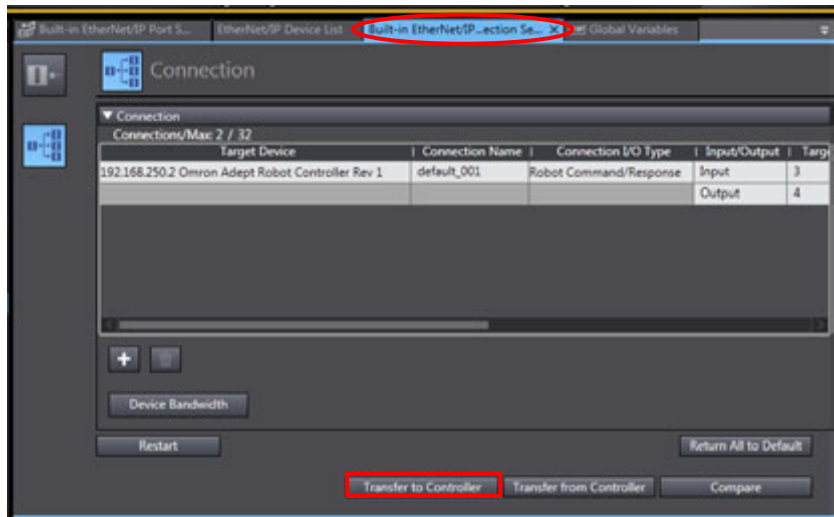 Built-in EtherNet/IP Port S... EtherNet/IP Device List Built-in EtherNet/IP...ection Se... X Global Variables
Connection
▼ Connection
Connections/Max: 2 / 32
Target Device | Connection Name | Connection I/O Type | Input/Output | Targ
192.168.250.2 Omron Adept Robot Controller Rev 1 default_001 Robot Command/Response Input 3
Output 4
+
Device Bandwidth
Restart Return All to Default
Transfer to Controller Transfer from Controller Compare